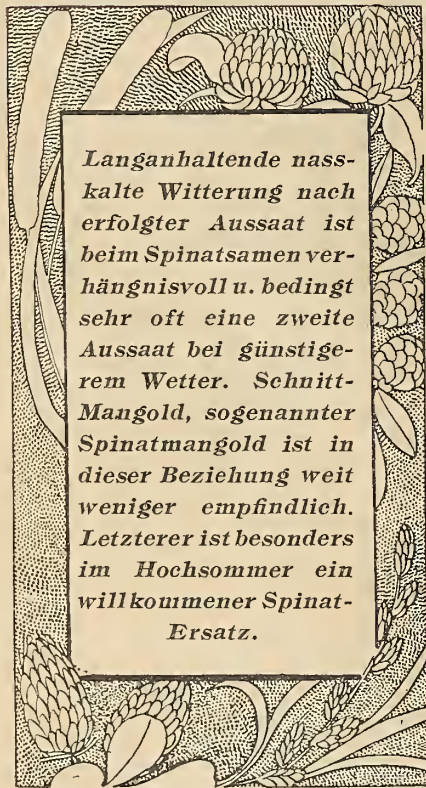 Langanhaltende nass-
kalte Witterung nach
erfolgter Aussaat ist
beim Spinatsamen ver-
hängnisvoll u. bedingt
sehr oft eine zweite
Aussaat bei günstige-
rem Wetter. Schnitt-
Mangold, sogenannter
Spinatmangold ist in
dieser Beziehung weit
weniger empfindlich.
Letzterer ist besonders
im Hochsommer ein
willkommener Spinat-
Ersatz.